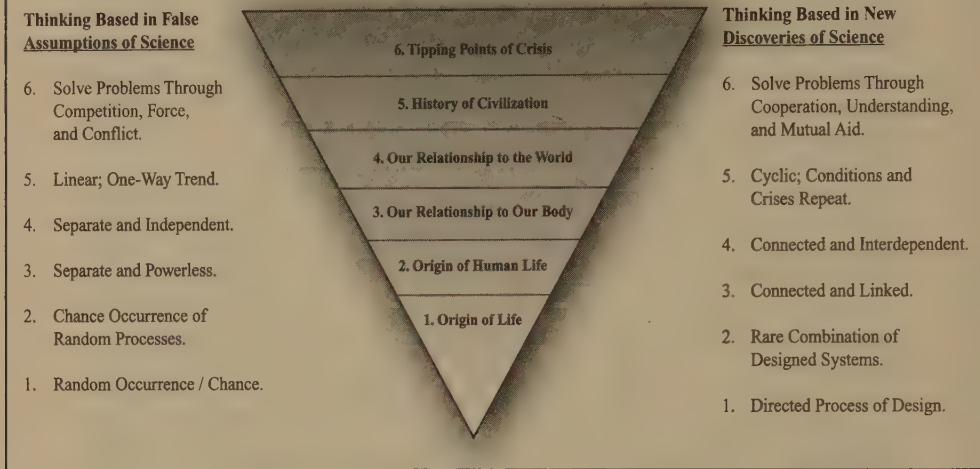 Thinking Based in False
Assumptions of Science
6. Solve Problems Through
Competition, Force,
and Conflict.
5. Linear; One-Way Trend.
4. Separate and Independent.
3. Separate and Powerless.
2. Chance Occurrence of
Random Processes.
1. Random Occurrence / Chance.
6. Tipping Points of Crisis
5. History of Civilization
4. Our Relationship to the World
3. Our Relationship to Our Body
2. Origin of Human Life
1. Origin of Life
Thinking Based in New
Discoveries of Science
6. Solve Problems Through
Cooperation, Understanding,
and Mutual Aid.
5. Cyclic; Conditions and
Crises Repeat.
4. Connected and Interdependent.
3. Connected and Linked.
2. Rare Combination of
Designed Systems.
1. Directed Process of Design.